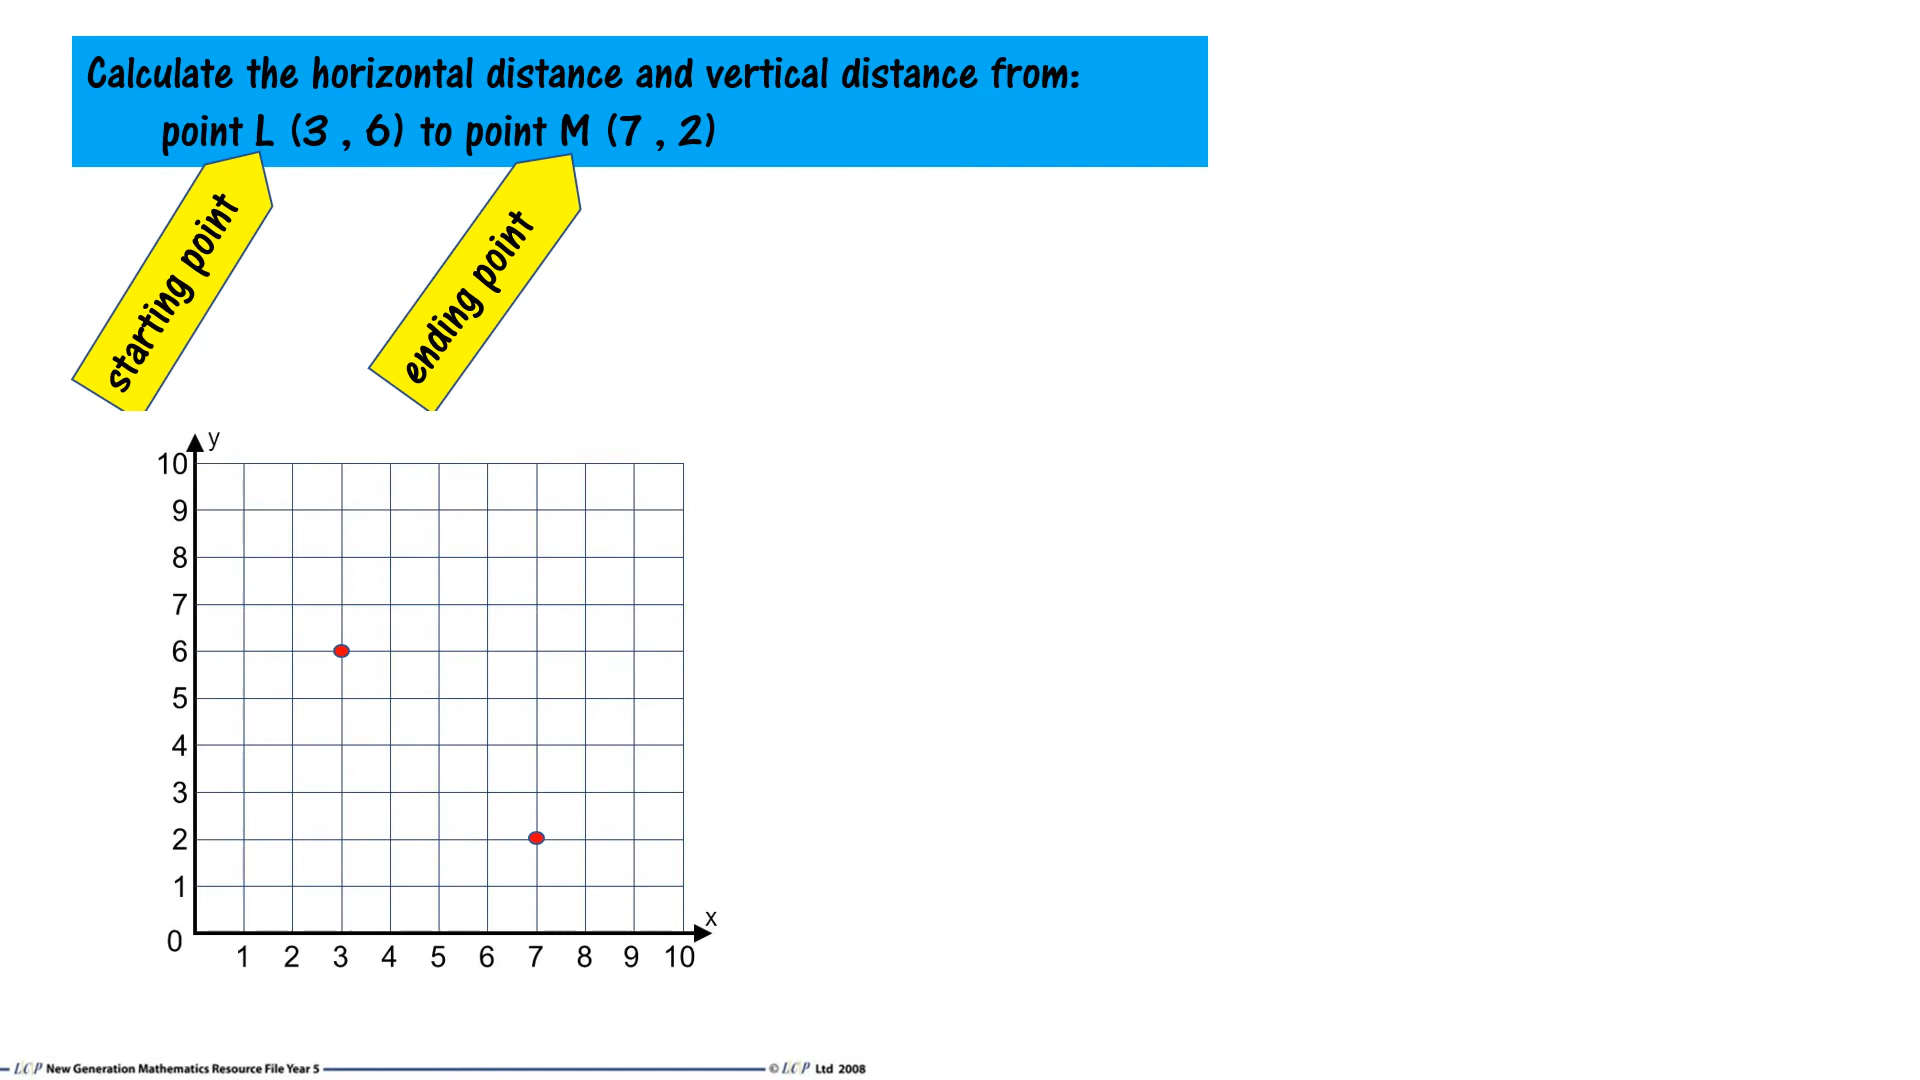 Calculate the horizontal distance and vertical distance from:
point L (3 , 6) to point M (7 , 2)
starting point
ending point
y
10
9
8
7
6
5
4
3
2
1
0
x
1 2 3 4 5 6 7 8 9 10
LCP New Generation Mathematics Resource File Year 5 © LCP Ltd 2008